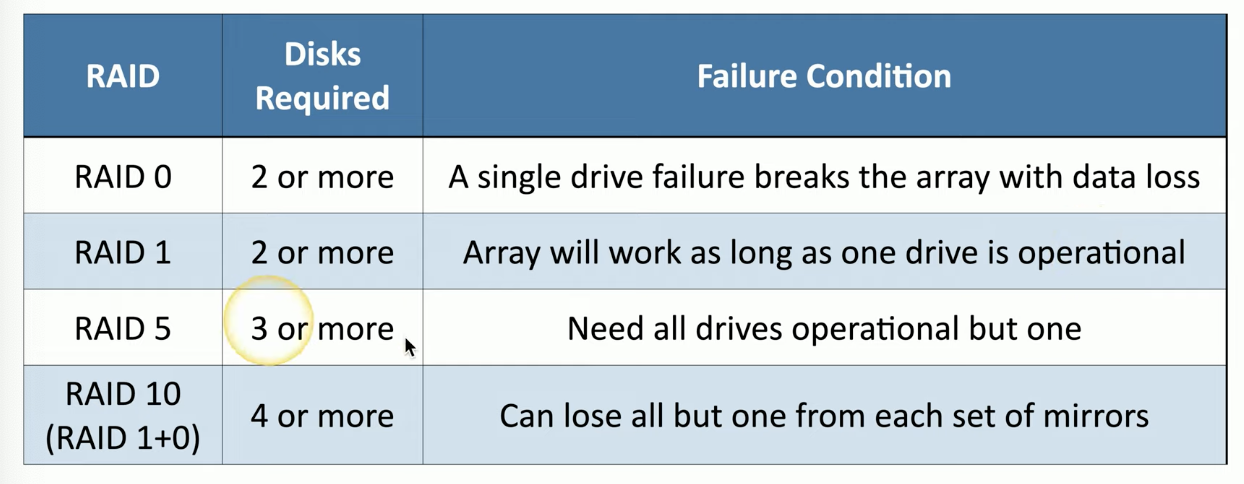 RAID
Disks
Required
Failure Condition
RAID 0
2 or more
A single drive failure breaks the array with data loss
RAID 1
2 or more
Array will work as long as one drive is operational
RAID 5
3 or more
Need all drives operational but one
RAID 10
(RAID 1+0)
4 or more
Can lose all but one from each set of mirrors